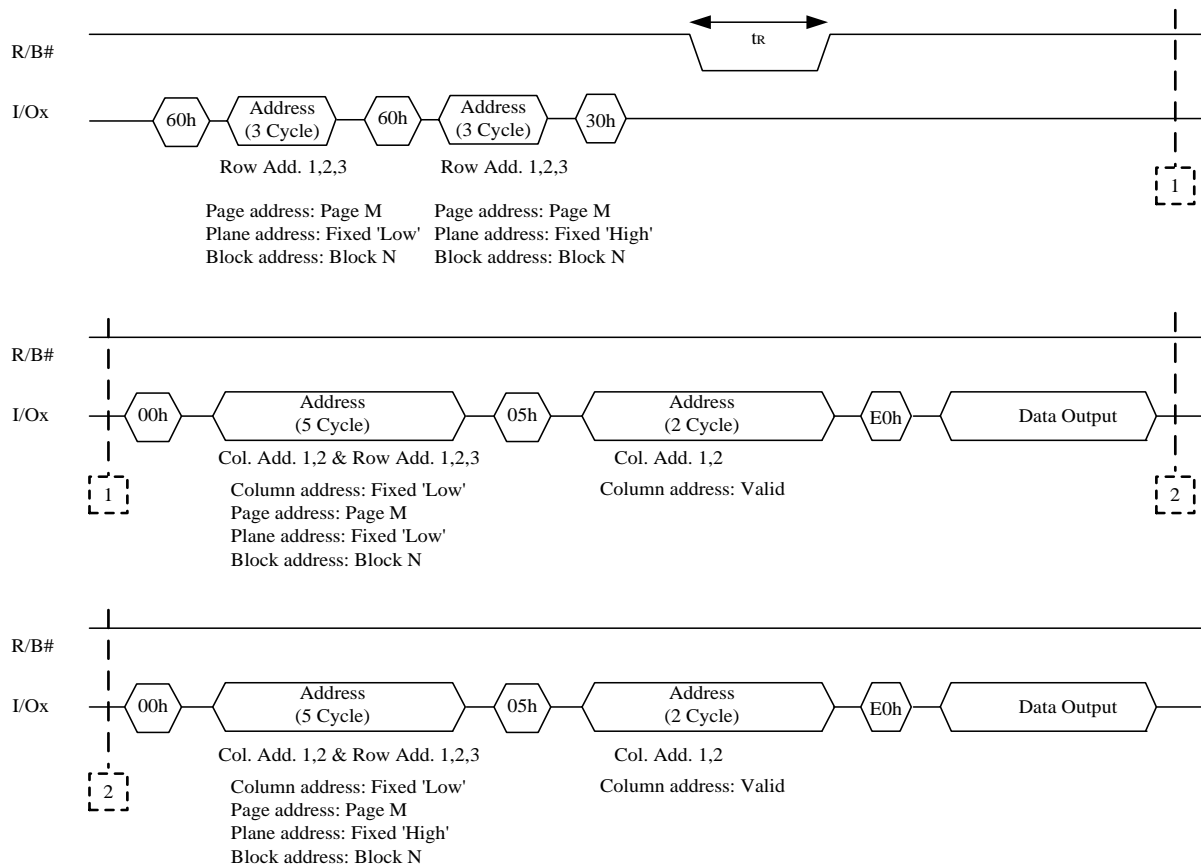 tR
R/B#
I/Ox
60h
Address
(3 Cycle)
60h
Address
(3 Cycle)
30h
Row Add. 1,2,3
Row Add. 1,2,3
1
Page address: Page M
Plane address: Fixed 'Low'
Block address: Block N
Page address: Page M
Plane address: Fixed 'High'
Block address: Block N
R/B#
I/Ox
00h
Address
(5 Cycle)
05h
Address
(2 Cycle)
E0h
Data Output
Col. Add. 1,2 & Row Add. 1,2,3
Col. Add. 1,2
1
Column address: Fixed 'Low'
Page address: Page M
Plane address: Fixed 'Low'
Block address: Block N
Column address: Valid
2
R/B#
I/Ox
00h
Address
(5 Cycle)
05h
Address
(2 Cycle)
E0h
Data Output
Col. Add. 1,2 & Row Add. 1,2,3
Col. Add. 1,2
2
Column address: Fixed 'Low'
Page address: Page M
Plane address: Fixed 'High'
Block address: Block N
Column address: Valid